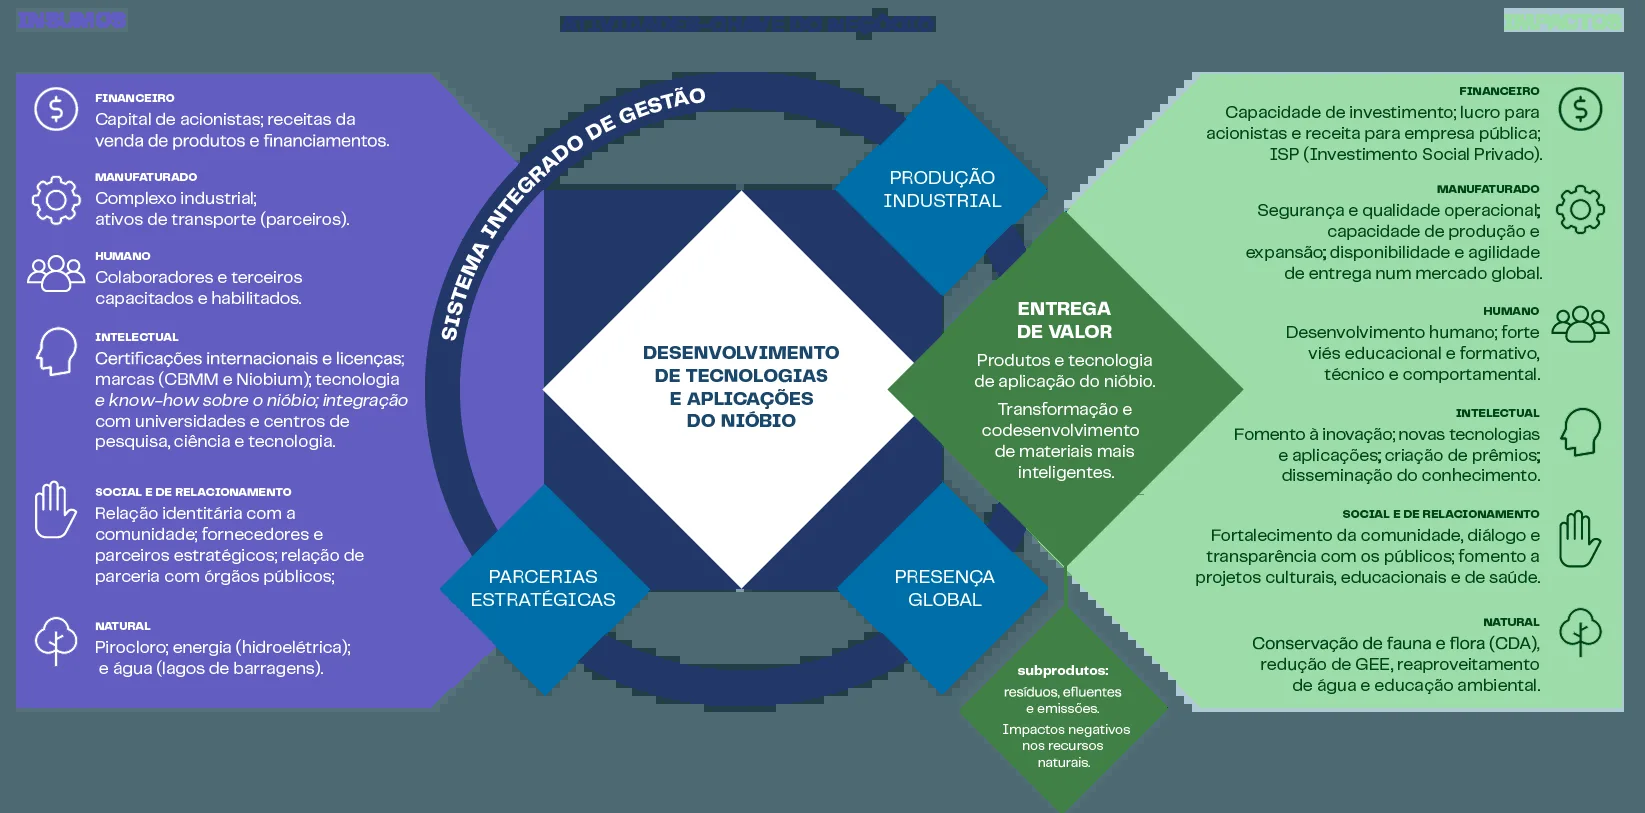 INSUMOS
ATIVIDADES-CHAVE DO NEGÓCIO
IMPACTOS
FINANCEIRO
Capital de acionistas; receitas da
venda de produtos e financiamentos.
MANUFATURADO
Complexo industrial;
ativos de transporte (parceiros).
HUMANO
Colaboradores e terceiros
capacitados e habilitados.
INTELECTUAL
Certificações internacionais e licenças;
marcas (CBMM e Niobium); tecnologia
e know-how sobre o nióbio; integração
com universidades e centros de
pesquisa, ciência e tecnologia.
SOCIAL E DE RELACIONAMENTO
Relação identitária com a
comunidade; fornecedores e
parceiros estratégicos; relação de
parceria com órgãos públicos;
NATURAL
Pirocloro; energia (hidroelétrica);
e água (lagos de barragens).
SISTEMA INTEGRADO DE GESTÃO
PRODUÇÃO
INDUSTRIAL
DESENVOLVIMENTO
DE TECNOLOGIAS
E APLICAÇÕES
DO NIÓBIO
PARCERIAS
ESTRATÉGICAS
PRESENÇA
GLOBAL
ENTREGA
DE VALOR
Produtos e tecnologia
de aplicação do nióbio.
Transformação e
codesenvolvimento
de materiais mais
inteligentes.
subprodutos:
resíduos, efluentes
e emissões.
Impactos negativos
nos recursos
naturais.
FINANCEIRO
Capacidade de investimento; lucro para
acionistas e receita para empresa pública;
ISP (Investimento Social Privado).
MANUFATURADO
Segurança e qualidade operacional;
capacidade de produção e
expansão; disponibilidade e agilidade
de entrega num mercado global.
HUMANO
Desenvolvimento humano; forte
viés educacional e formativo,
técnico e comportamental.
INTELECTUAL
Fomento à inovação; novas tecnologias
e aplicações; criação de prêmios;
disseminação do conhecimento.
SOCIAL E DE RELACIONAMENTO
Fortalecimento da comunidade, diálogo e
transparência com os públicos; fomento a
projetos culturais, educacionais e de saúde.
NATURAL
Conservação de fauna e flora (CDA),
redução de GEE, reaproveitamento
de água e educação ambiental.